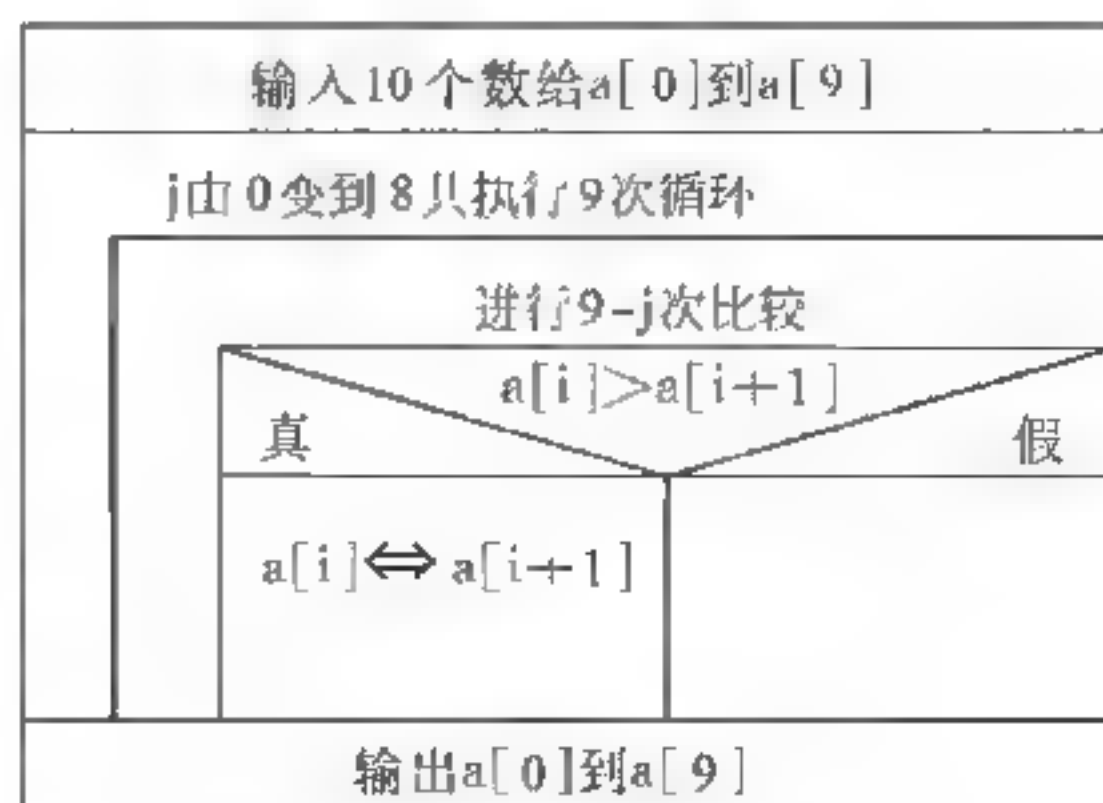 输入10个数给a[0]到a[9]
j由0变到8共执行9次循环
进行9-j次比较
a[i]>a[i+1]
真
假
a[i]⇔a[i+1]
输出a[0]到a[9]